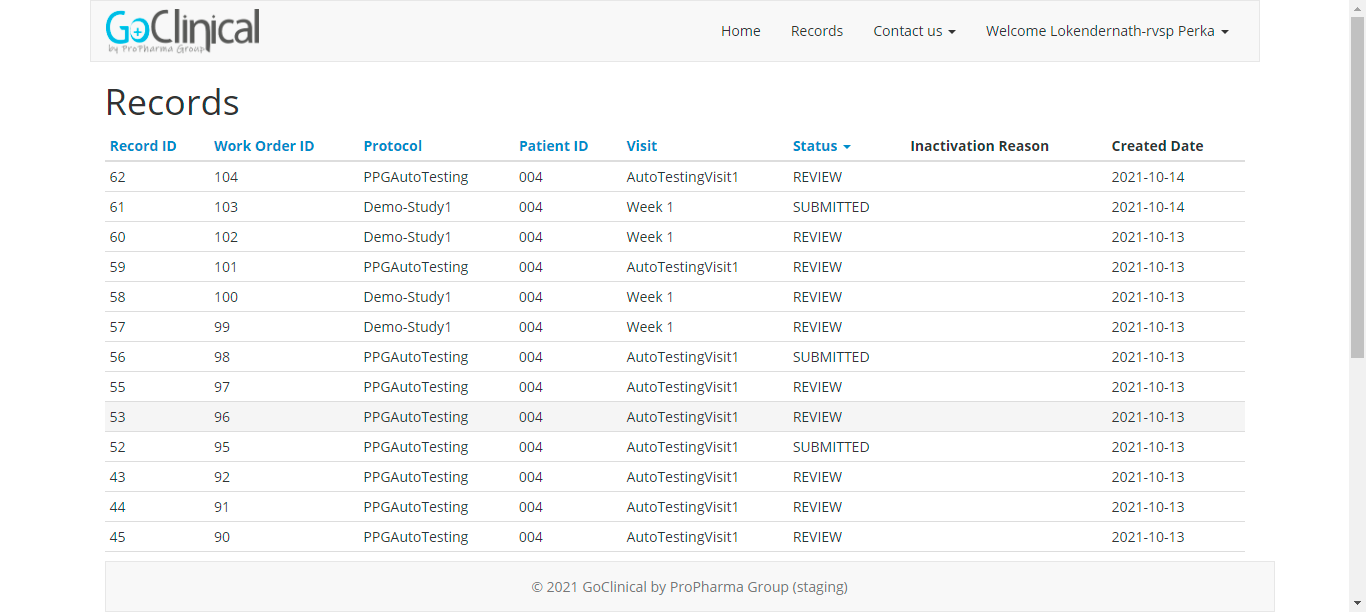 GoClinical
by ProPharma Group
Home Records Contact us Welcome Lokendernath-rvsp Perka
Records
Record ID Work Order ID Protocol Patient ID Visit Status Inactivation Reason Created Date
62 104 PPGAutoTesting 004 AutoTestingVisit1 REVIEW 2021-10-14
61 103 Demo-Study1 004 Week 1 SUBMITTED 2021-10-14
60 102 Demo-Study1 004 Week 1 REVIEW 2021-10-13
59 101 PPGAutoTesting 004 AutoTestingVisit1 REVIEW 2021-10-13
58 100 Demo-Study1 004 Week 1 REVIEW 2021-10-13
57 99 Demo-Study1 004 Week 1 REVIEW 2021-10-13
56 98 PPGAutoTesting 004 AutoTestingVisit1 SUBMITTED 2021-10-13
55 97 PPGAutoTesting 004 AutoTestingVisit1 REVIEW 2021-10-13
53 96 PPGAutoTesting 004 AutoTestingVisit1 REVIEW 2021-10-13
52 95 PPGAutoTesting 004 AutoTestingVisit1 SUBMITTED 2021-10-13
43 92 PPGAutoTesting 004 AutoTestingVisit1 REVIEW 2021-10-13
44 91 PPGAutoTesting 004 AutoTestingVisit1 REVIEW 2021-10-13
45 90 PPGAutoTesting 004 AutoTestingVisit1 REVIEW 2021-10-13
© 2021 GoClinical by ProPharma Group (staging)